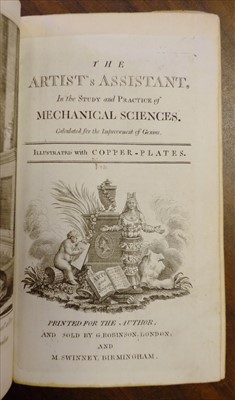 THE
ARTIST's ASSISTANT,
In the STUDY and PRACTICE of
MECHANICAL SCIENCES.
Calculated for the Improvement of Genius.
ILLUSTRATED with COPPER-PLATES.
PRINTED FOR THE AUTHOR;
AND SOLD BY G. ROBINSON, LONDON;
AND
M. SWINNEY, BIRMINGHAM.